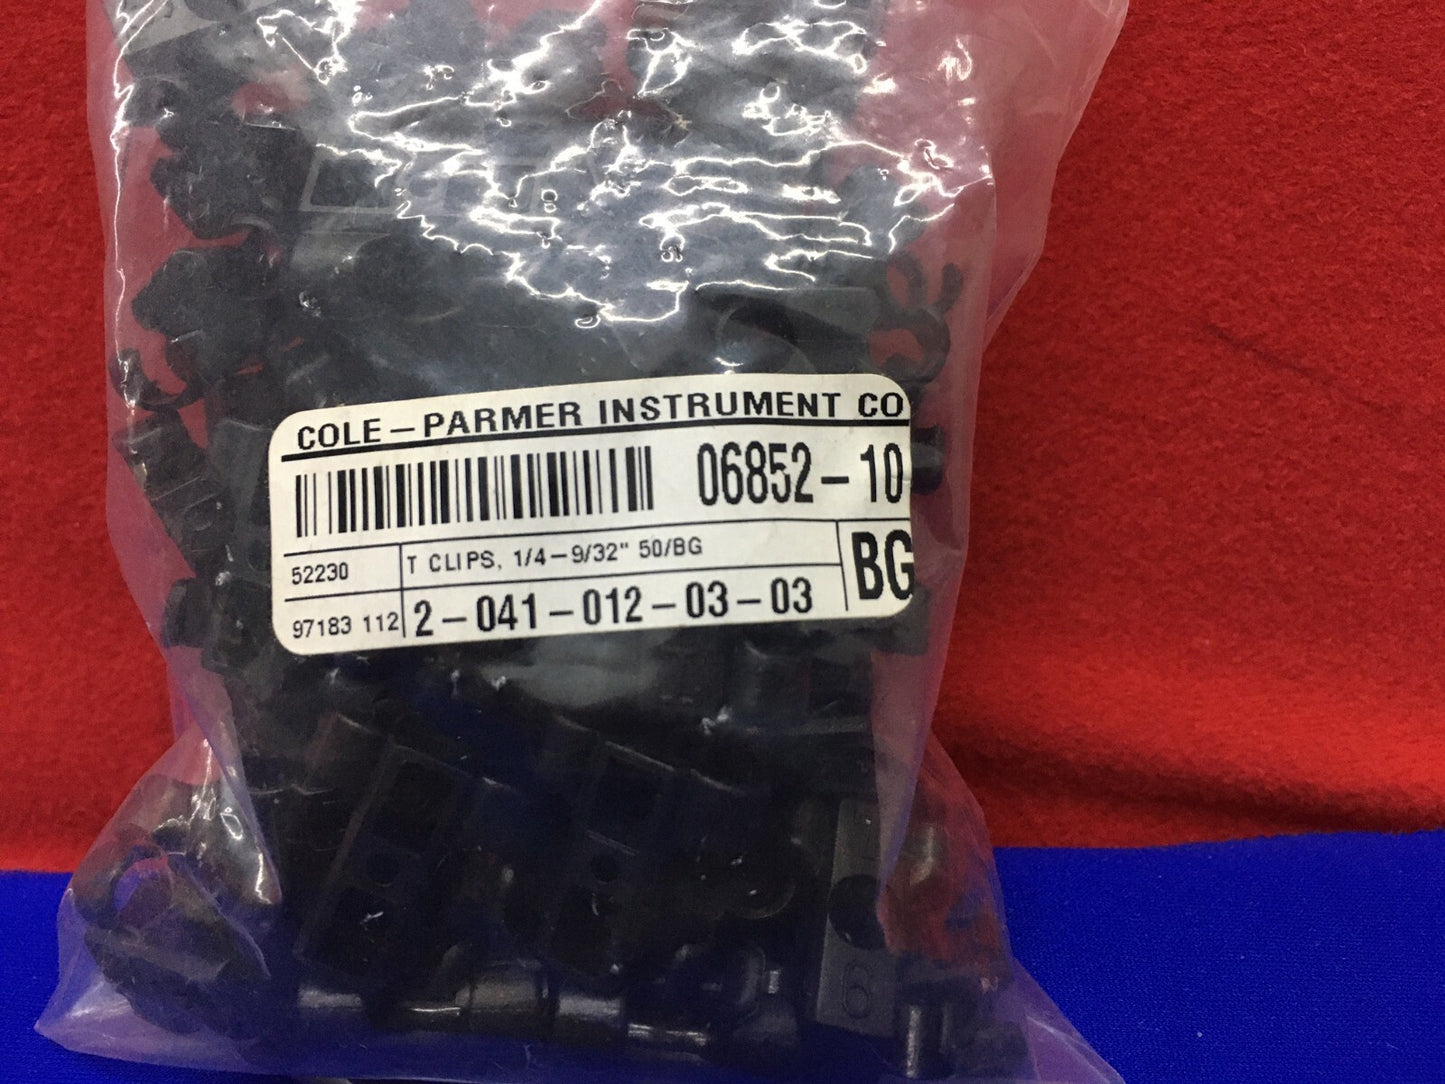 COLE-PARMER INSTRUMENT CO
06852-10
52230 T CLIPS, 1/4-9/32" 50/BG
BG
97183 112 2-041-012-03-03
6